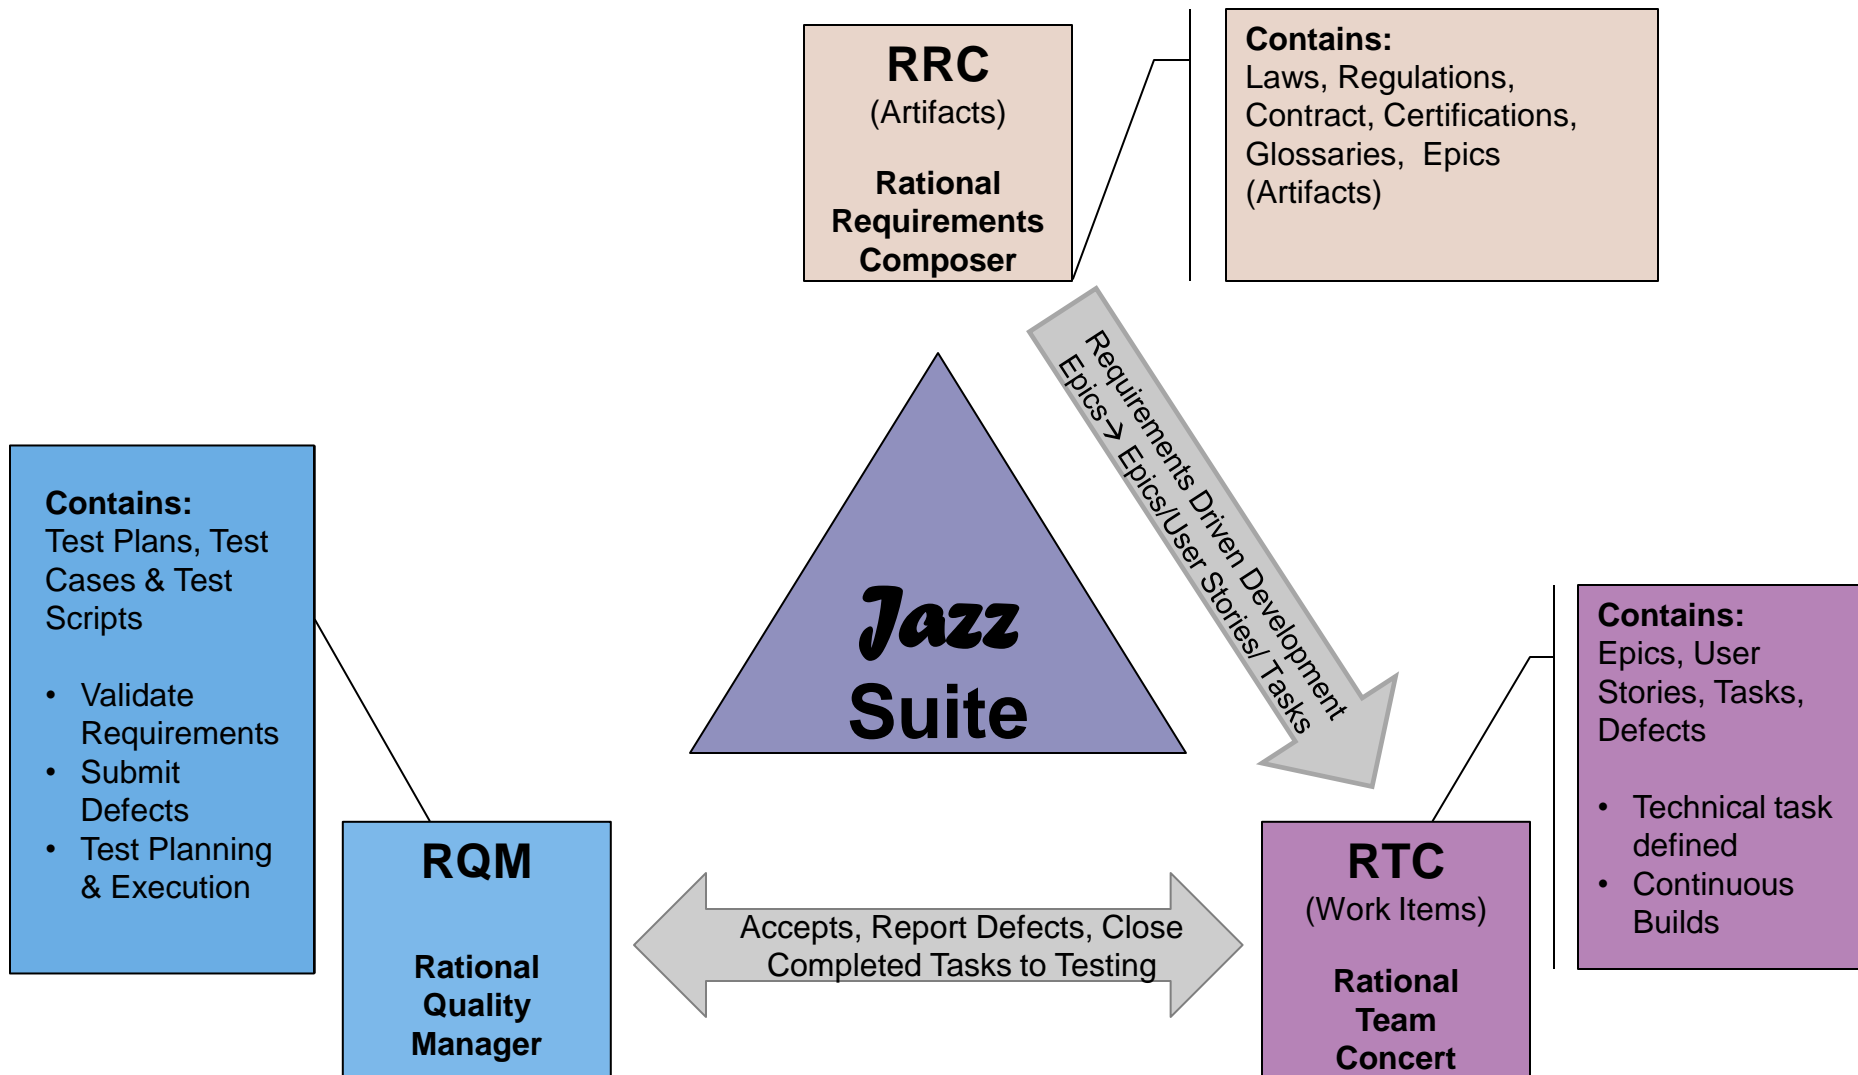 RRC
(Artifacts)
Rational
Requirements
Composer
Contains:
Laws, Regulations,
Contract, Certifications,
Glossaries,  Epics
(Artifacts)
Requirements Driven Development
Epics→ Epics/User Stories/ Tasks
Jazz
Suite
Contains:
Test Plans, Test
Cases & Test
Scripts
• Validate
Requirements
• Submit
Defects
• Test Planning
& Execution
RQM
Rational
Quality
Manager
Accepts, Report Defects, Close
Completed Tasks to Testing
RTC
(Work Items)
Rational
Team
Concert
Contains:
Epics, User
Stories, Tasks,
Defects
• Technical task
defined
• Continuous
Builds